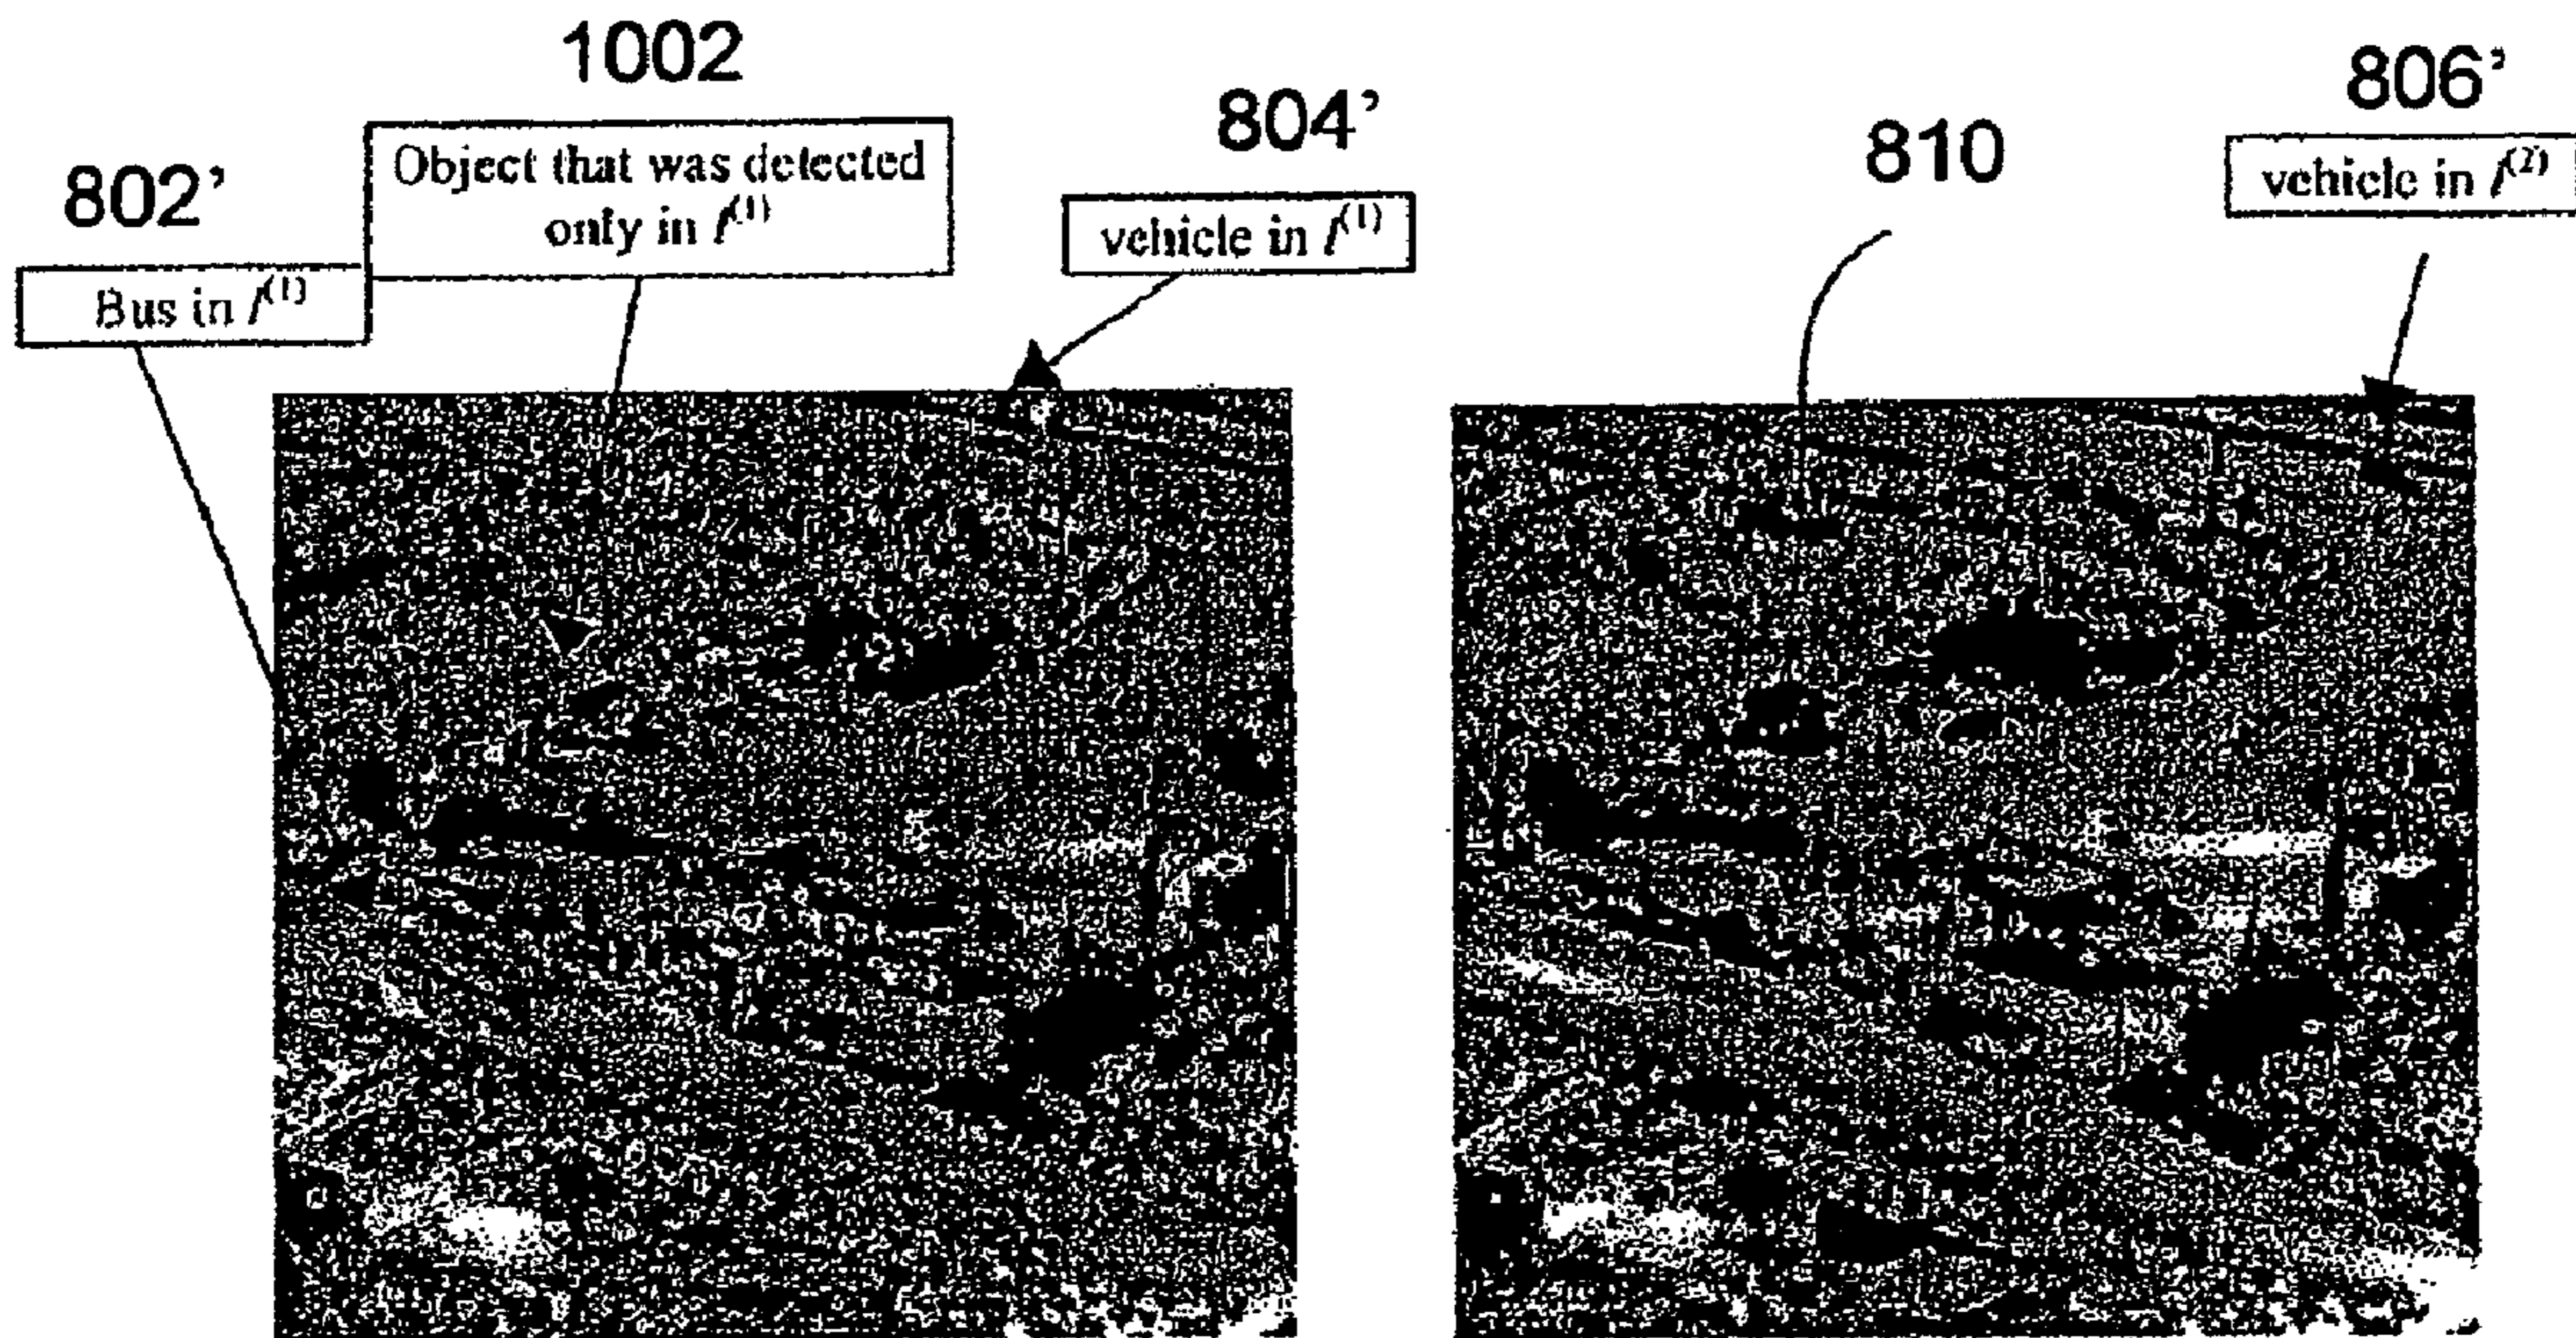 1002
Object that was detected
only in I⁽¹⁾
802’
Bus in I⁽¹⁾
804’
vehicle in I⁽¹⁾
810
806’
vehicle in I⁽²⁾